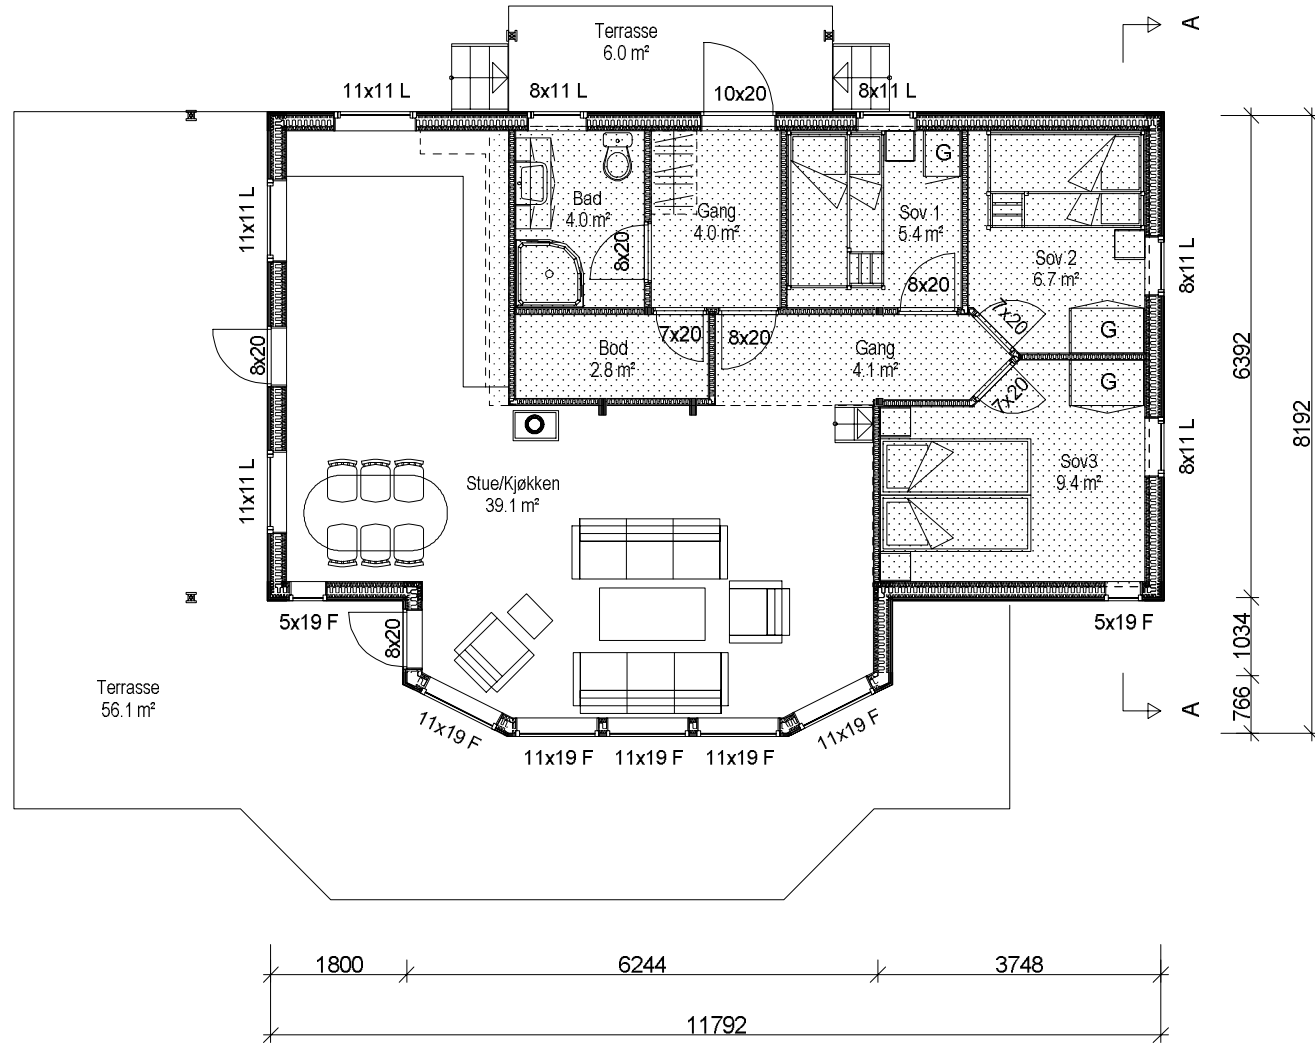 Terrasse
6.0 m²
A
11x11 L
8x11 L
10x20
8x11 L
G
Bad
4.0 m²
Gang
4.0 m²
Sov 1
5.4 m²
11x11 L
8x20
8x20
Sov 2
6.7 m²
8x11 L
7x20
G
8x20
Bod
2.8 m²
7x20
8x20
Gang
4.1 m²
G
7x20
6392
8192
11x11 L
Stue/Kjøkken
39.1 m²
Sov3
9.4 m²
8x11 L
5x19 F
8x20
5x19 F
1034
Terrasse
56.1 m²
766
A
11x19 F
11x19 F
11x19 F
11x19 F
11x19 F
1800
6244
3748
11792